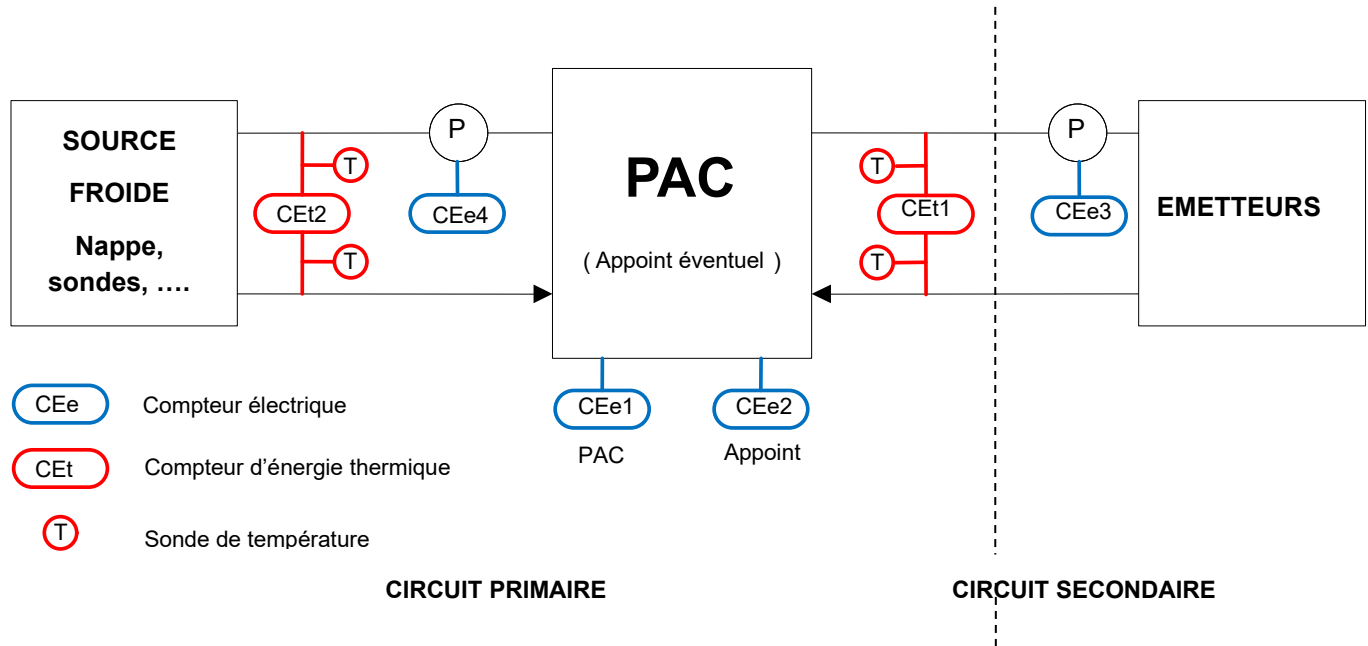 SOURCE
FROIDE
Nappe,
sondes, ….
T
CEt2
T
P
CEe4
PAC
( Appoint éventuel )
T
CEt1
T
P
CEe3
EMETTEURS
CEe1
PAC
CEe2
Appoint
CEe
Compteur électrique
CEt
Compteur d'énergie thermique
T
Sonde de température
CIRCUIT PRIMAIRE
CIRCUIT SECONDAIRE